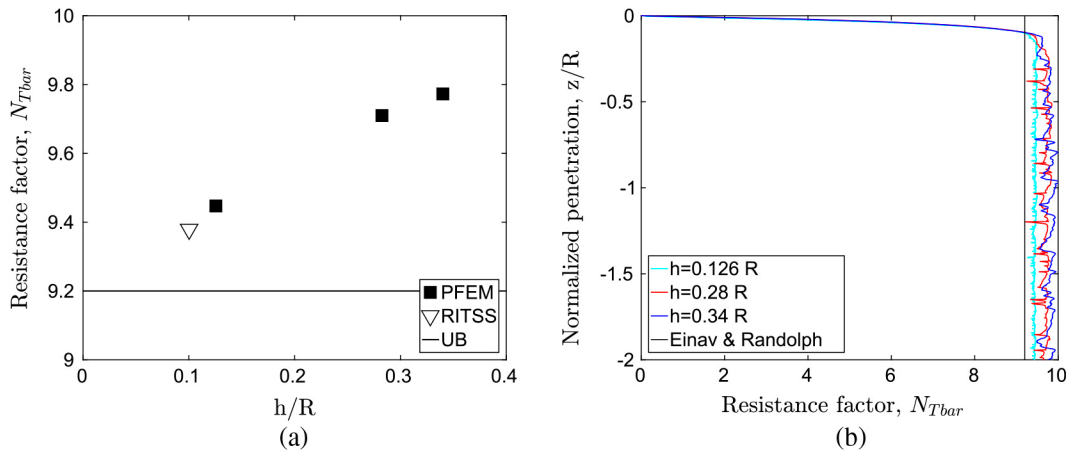 10
9.8
9.6
9.4
9.2
9
0
0.1
0.2
0.3
0.4
Resistance factor, N_Tbar
h/R
PFEM
RITSS
UB
(a)
0
-0.5
-1
-1.5
-2
0
2
4
6
8
10
Normalized penetration, z/R
Resistance factor, N_Tbar
h=0.126 R
h=0.28 R
h=0.34 R
Einav & Randolph
(b)